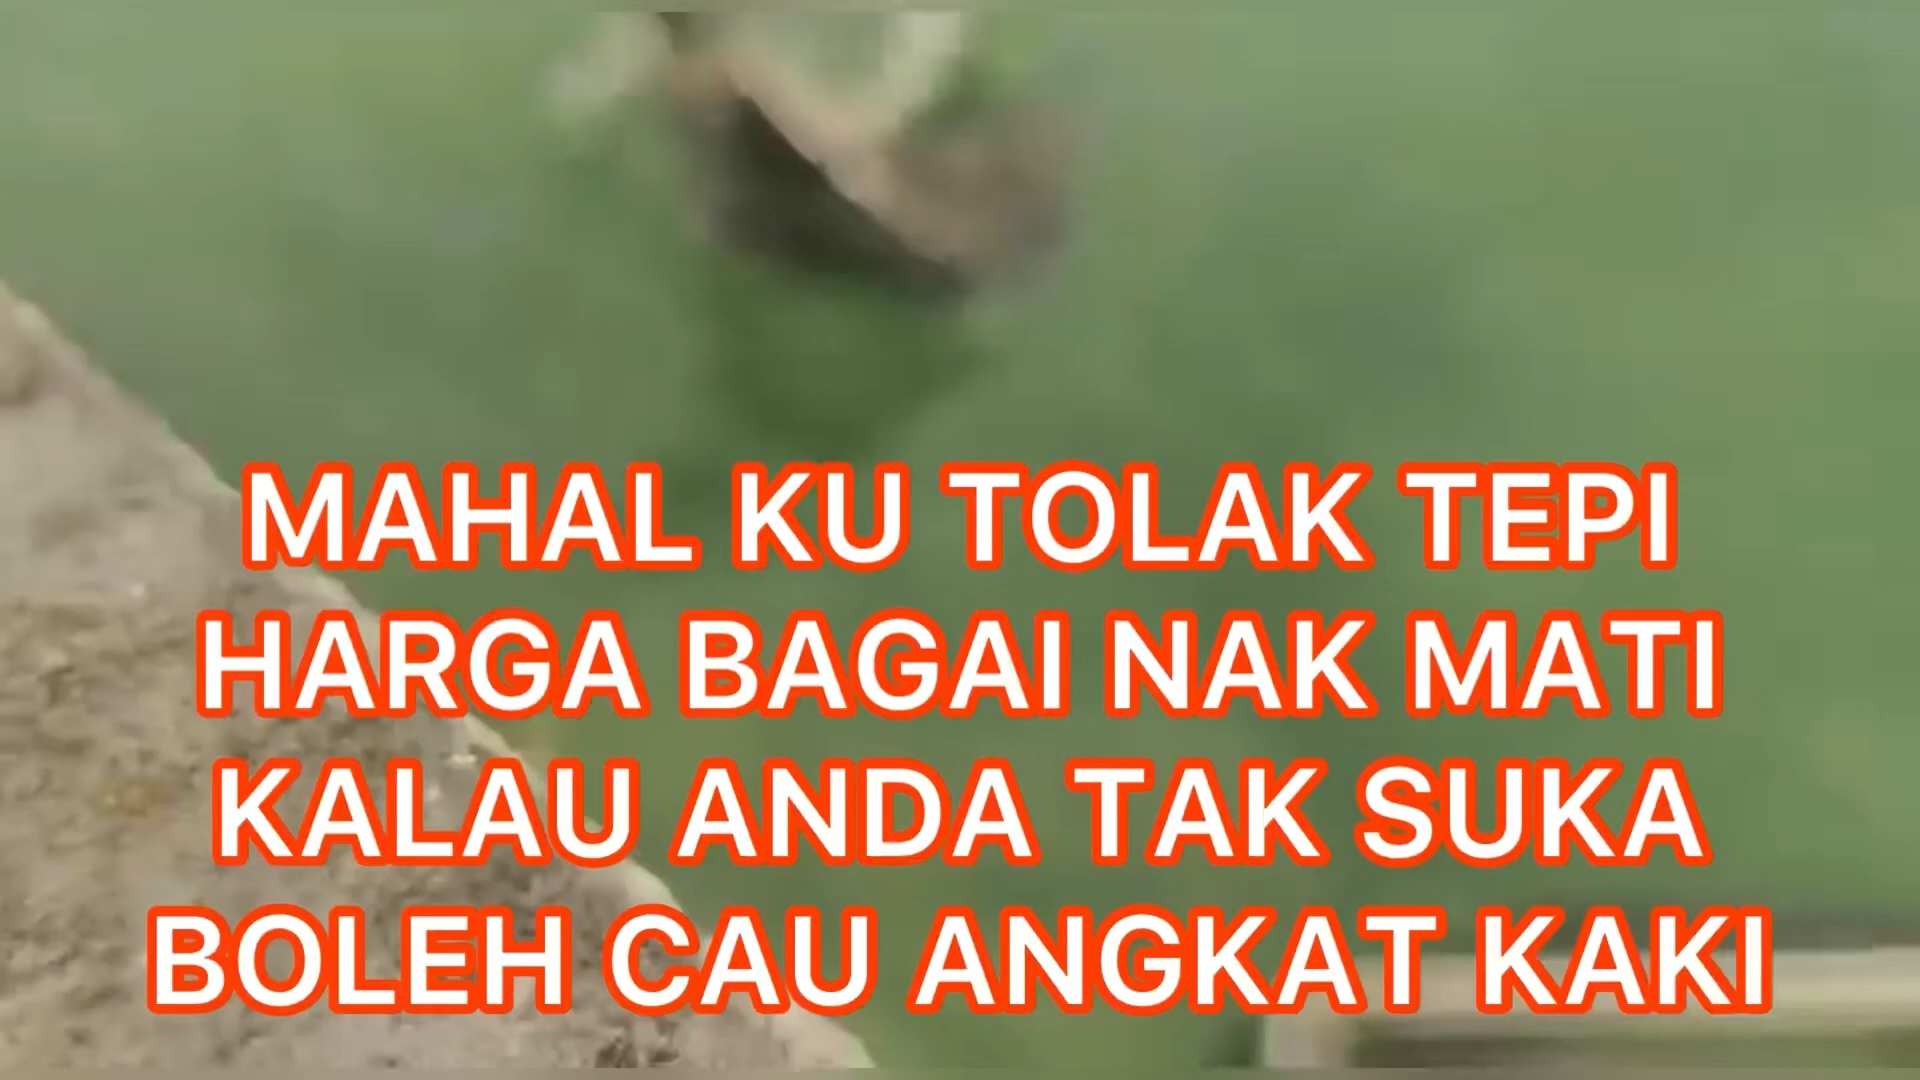 MAHAL KU TOLAK TEPI
HARGA BAGAI NAK MATI
KALAU ANDA TAK SUKA
BOLEH CAU ANGKAT KAKI